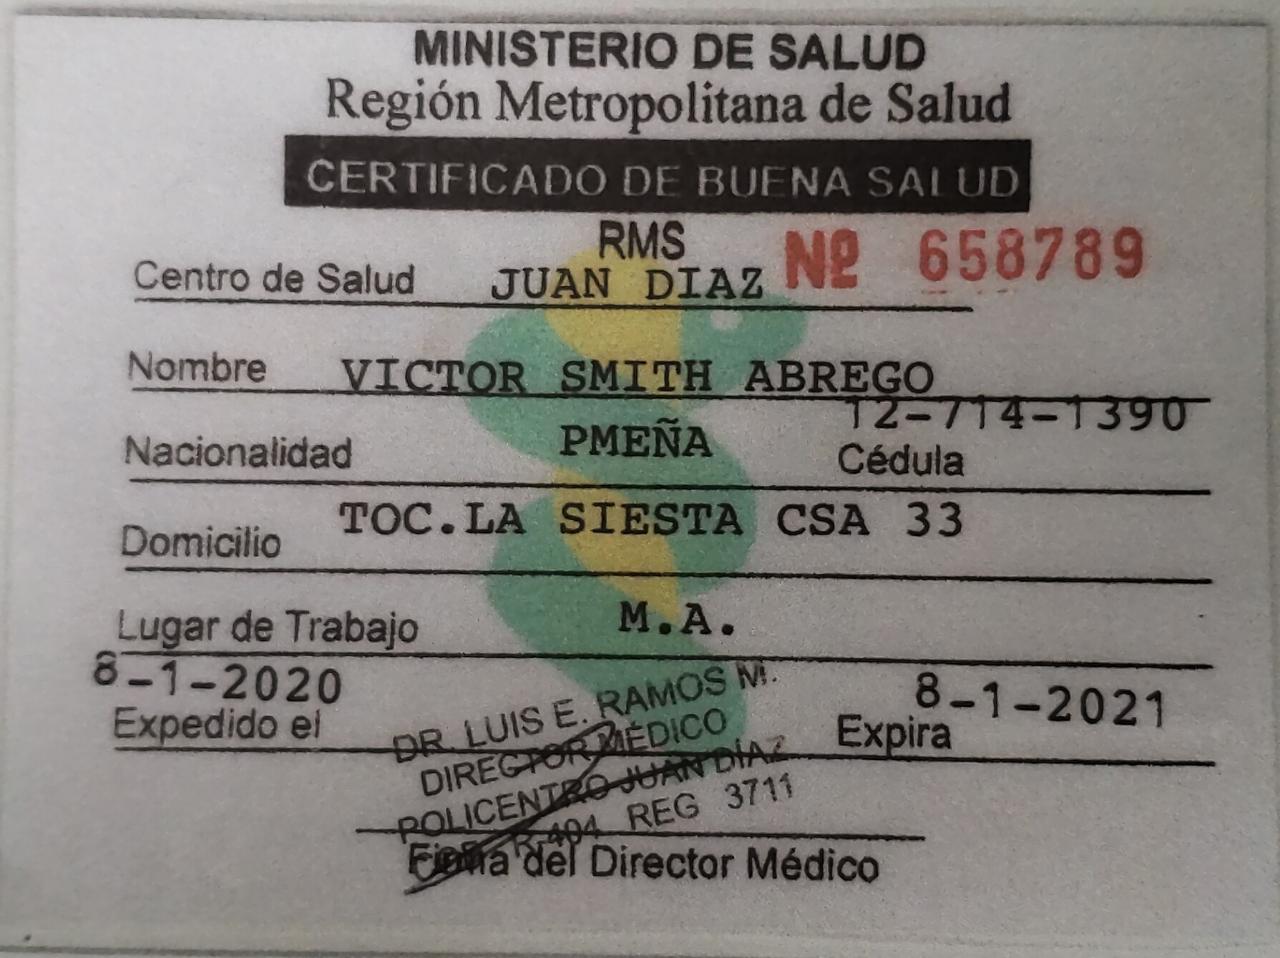 MINISTERIO DE SALUD
Región Metropolitana de Salud
CERTIFICADO DE BUENA SALUD
RMS
Nº 658789
Centro de Salud JUAN DIAZ
Nombre VICTOR SMITH ABREGO
12-714-1390
Nacionalidad PMEÑA Cédula
Domicilio TOC.LA SIESTA CSA 33
Lugar de Trabajo M.A.
8-1-2020 8-1-2021
Expedido el Expira
DR. LUIS E. RAMOS M.
DIRECTOR MÉDICO
POLICENTRO JUAN DÍAZ
R-404 REG 3711
Firma del Director Médico